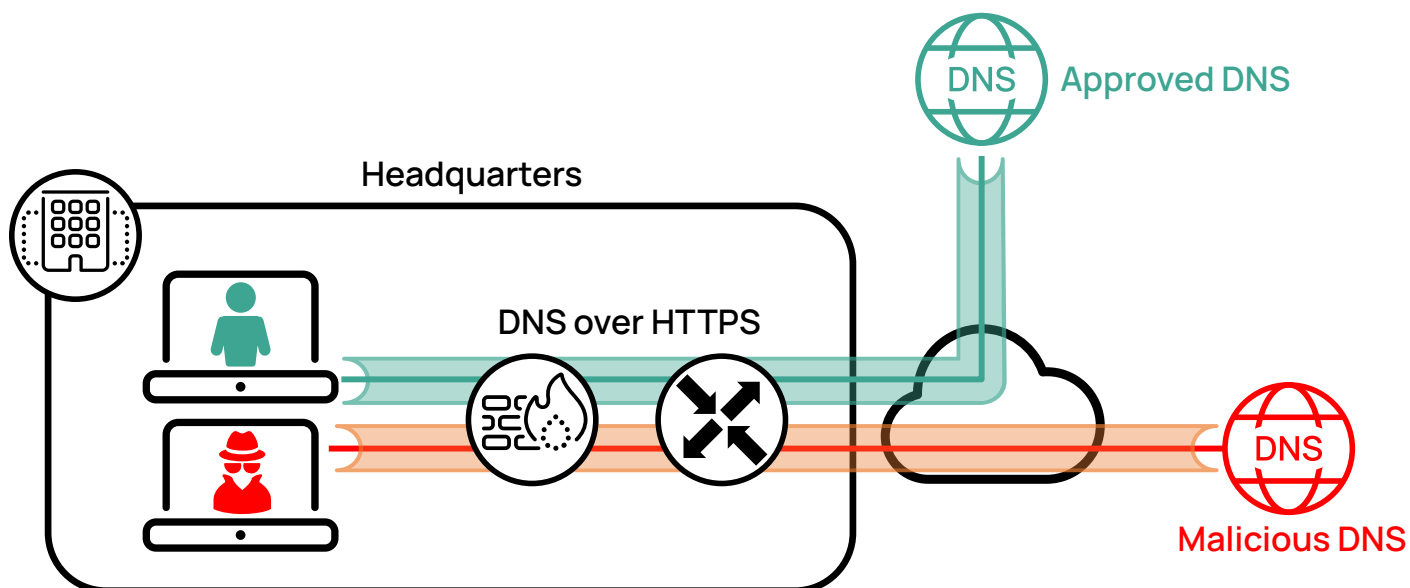 DNS
Approved DNS
Headquarters
DNS over HTTPS
DNS
Malicious DNS